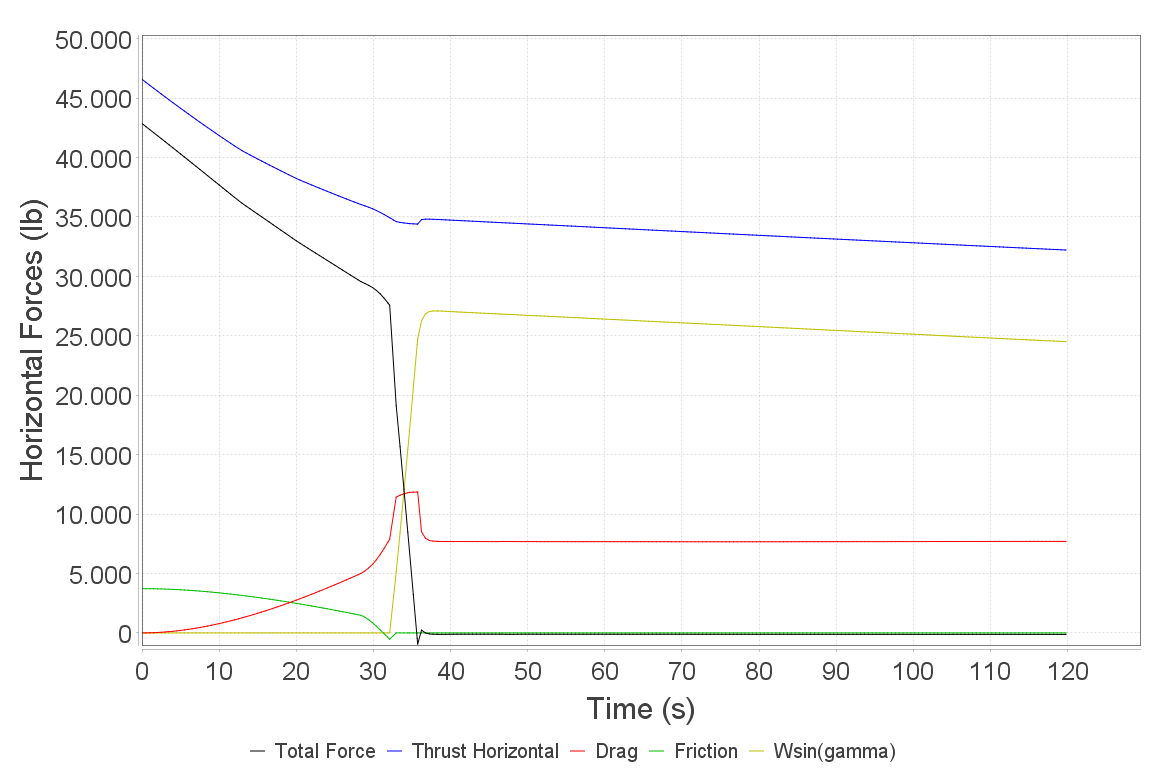 50.000
45.000
40.000
35.000
30.000
25.000
20.000
15.000
10.000
5.000
0
Horizontal Forces (lb)
0 10 20 30 40 50 60 70 80 90 100 110 120
Time (s)
Total Force Thrust Horizontal Drag Friction Wsin(gamma)